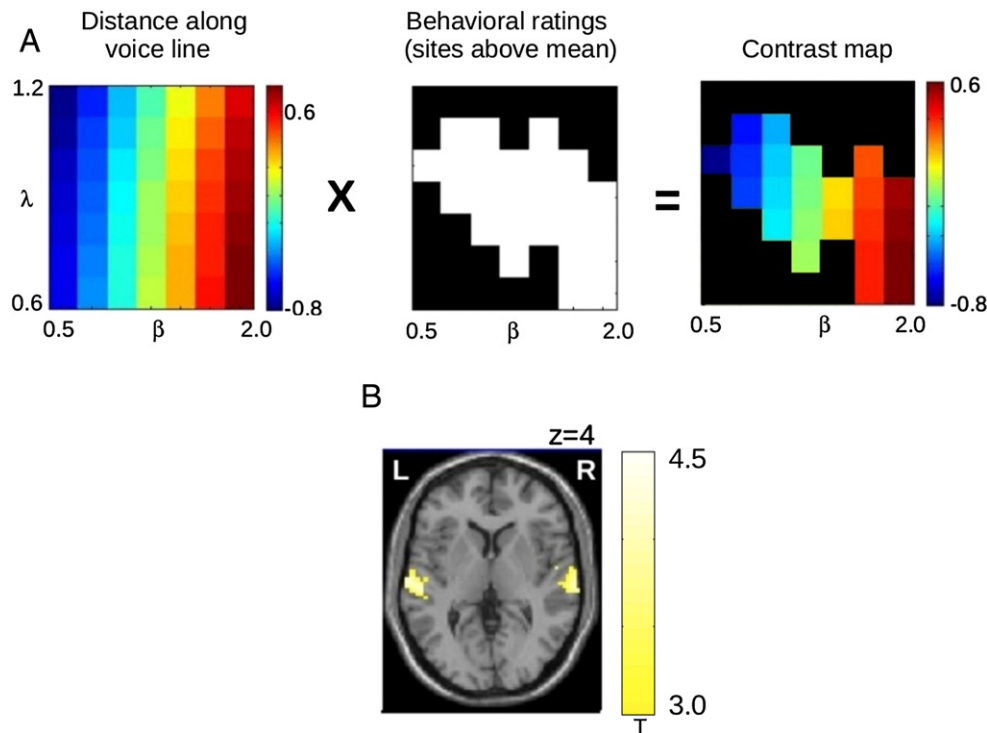 A
Distance along
voice line
Behavioral ratings
(sites above mean)
Contrast map
1.2
λ
0.6
0.5
β
2.0
0.6
-0.8
X
0.5
β
2.0
=
0.5
β
2.0
0.6
-0.8
B
z=4
L
R
4.5
3.0
T